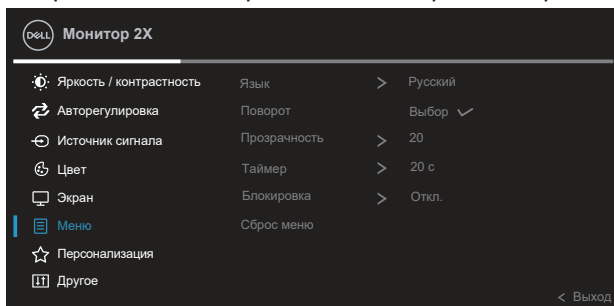 DELL Монитор 2X
Яркость / контрастность Язык > Русский
Авторегулировка Поворот Выбор ✓
Источник сигнала Прозрачность > 20
Цвет Таймер > 20 с
Экран Блокировка > Откл.
Меню Сброс меню
Персонализация
Другое
< Выход